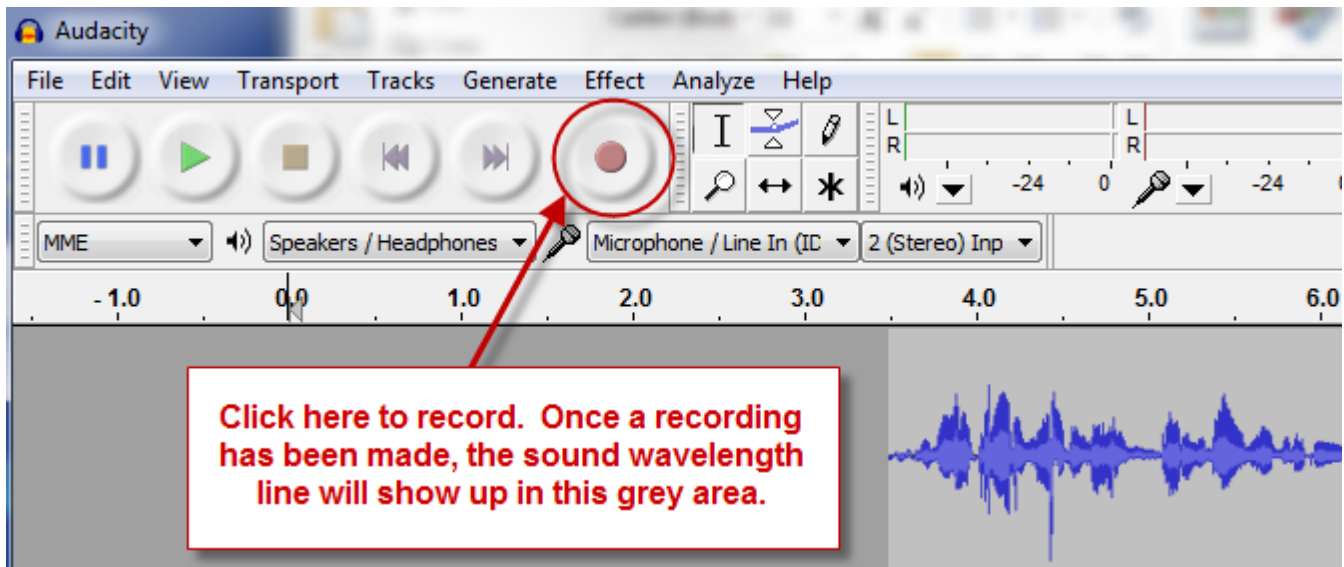 Audacity
File Edit View Transport Tracks Generate Effect Analyze Help
L
R
-24 0
L
R
-24
MME
Speakers / Headphones
Microphone / Line In (ID
2 (Stereo) Inp
- 1.0 0.0 1.0 2.0 3.0 4.0 5.0 6.0
Click here to record. Once a recording
has been made, the sound wavelength
line will show up in this grey area.